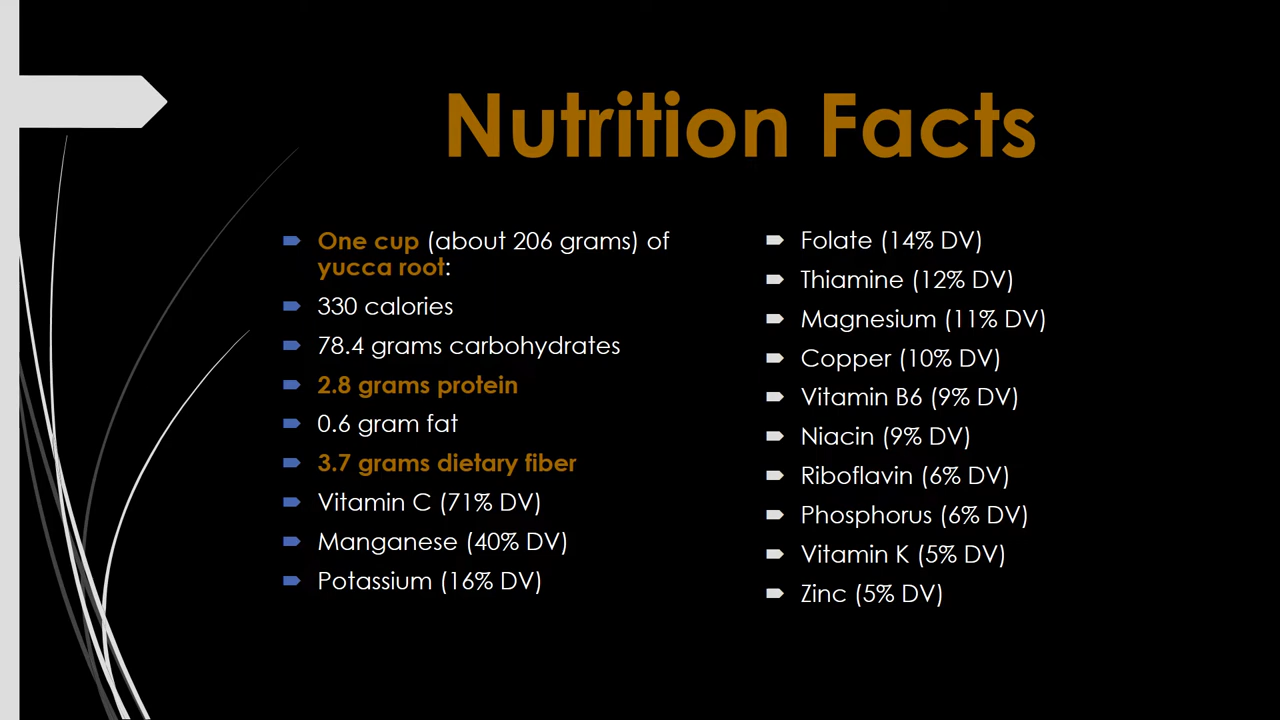 Nutrition Facts
One cup (about 206 grams) of
yucca root:
330 calories
78.4 grams carbohydrates
2.8 grams protein
0.6 gram fat
3.7 grams dietary fiber
Vitamin C (71% DV)
Manganese (40% DV)
Potassium (16% DV)
Folate (14% DV)
Thiamine (12% DV)
Magnesium (11% DV)
Copper (10% DV)
Vitamin B6 (9% DV)
Niacin (9% DV)
Riboflavin (6% DV)
Phosphorus (6% DV)
Vitamin K (5% DV)
Zinc (5% DV)